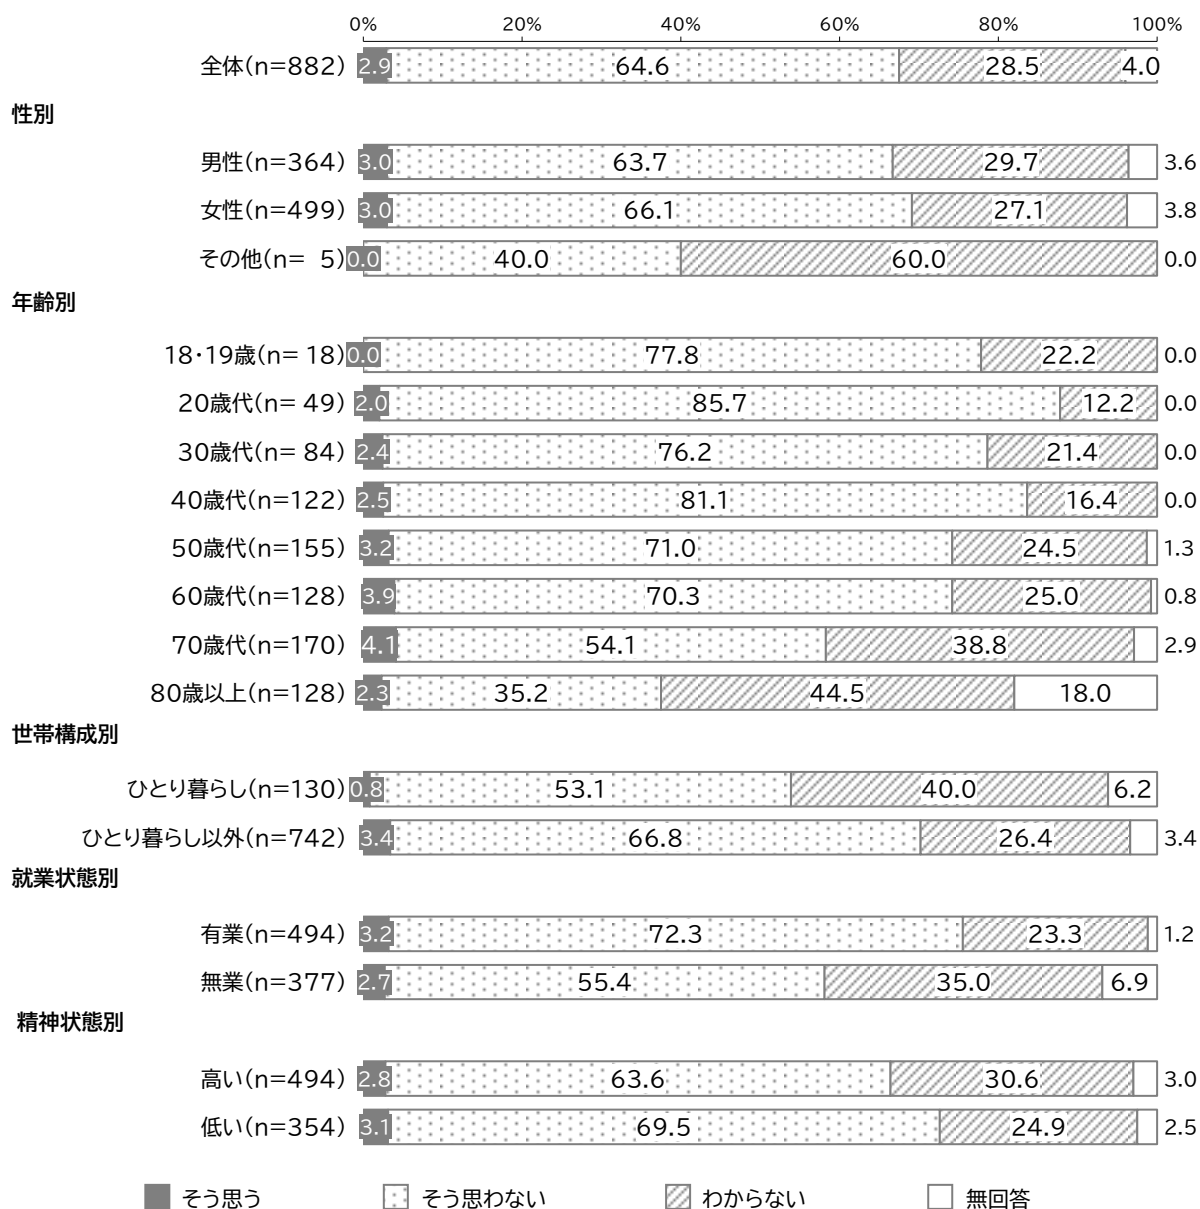 0% 20% 40% 60% 80% 100%
全体(n=882) 2.9 64.6 28.5 4.0
性別
男性(n=364) 3.0 63.7 29.7 3.6
女性(n=499) 3.0 66.1 27.1 3.8
その他(n= 5) 0.0 40.0 60.0 0.0
年齢別
18・19歳(n= 18) 0.0 77.8 22.2 0.0
20歳代(n= 49) 2.0 85.7 12.2 0.0
30歳代(n= 84) 2.4 76.2 21.4 0.0
40歳代(n=122) 2.5 81.1 16.4 0.0
50歳代(n=155) 3.2 71.0 24.5 1.3
60歳代(n=128) 3.9 70.3 25.0 0.8
70歳代(n=170) 4.1 54.1 38.8 2.9
80歳以上(n=128) 2.3 35.2 44.5 18.0
世帯構成別
ひとり暮らし(n=130) 0.8 53.1 40.0 6.2
ひとり暮らし以外(n=742) 3.4 66.8 26.4 3.4
就業状態別
有業(n=494) 3.2 72.3 23.3 1.2
無業(n=377) 2.7 55.4 35.0 6.9
精神状態別
高い(n=494) 2.8 63.6 30.6 3.0
低い(n=354) 3.1 69.5 24.9 2.5
そう思う そう思わない わからない 無回答